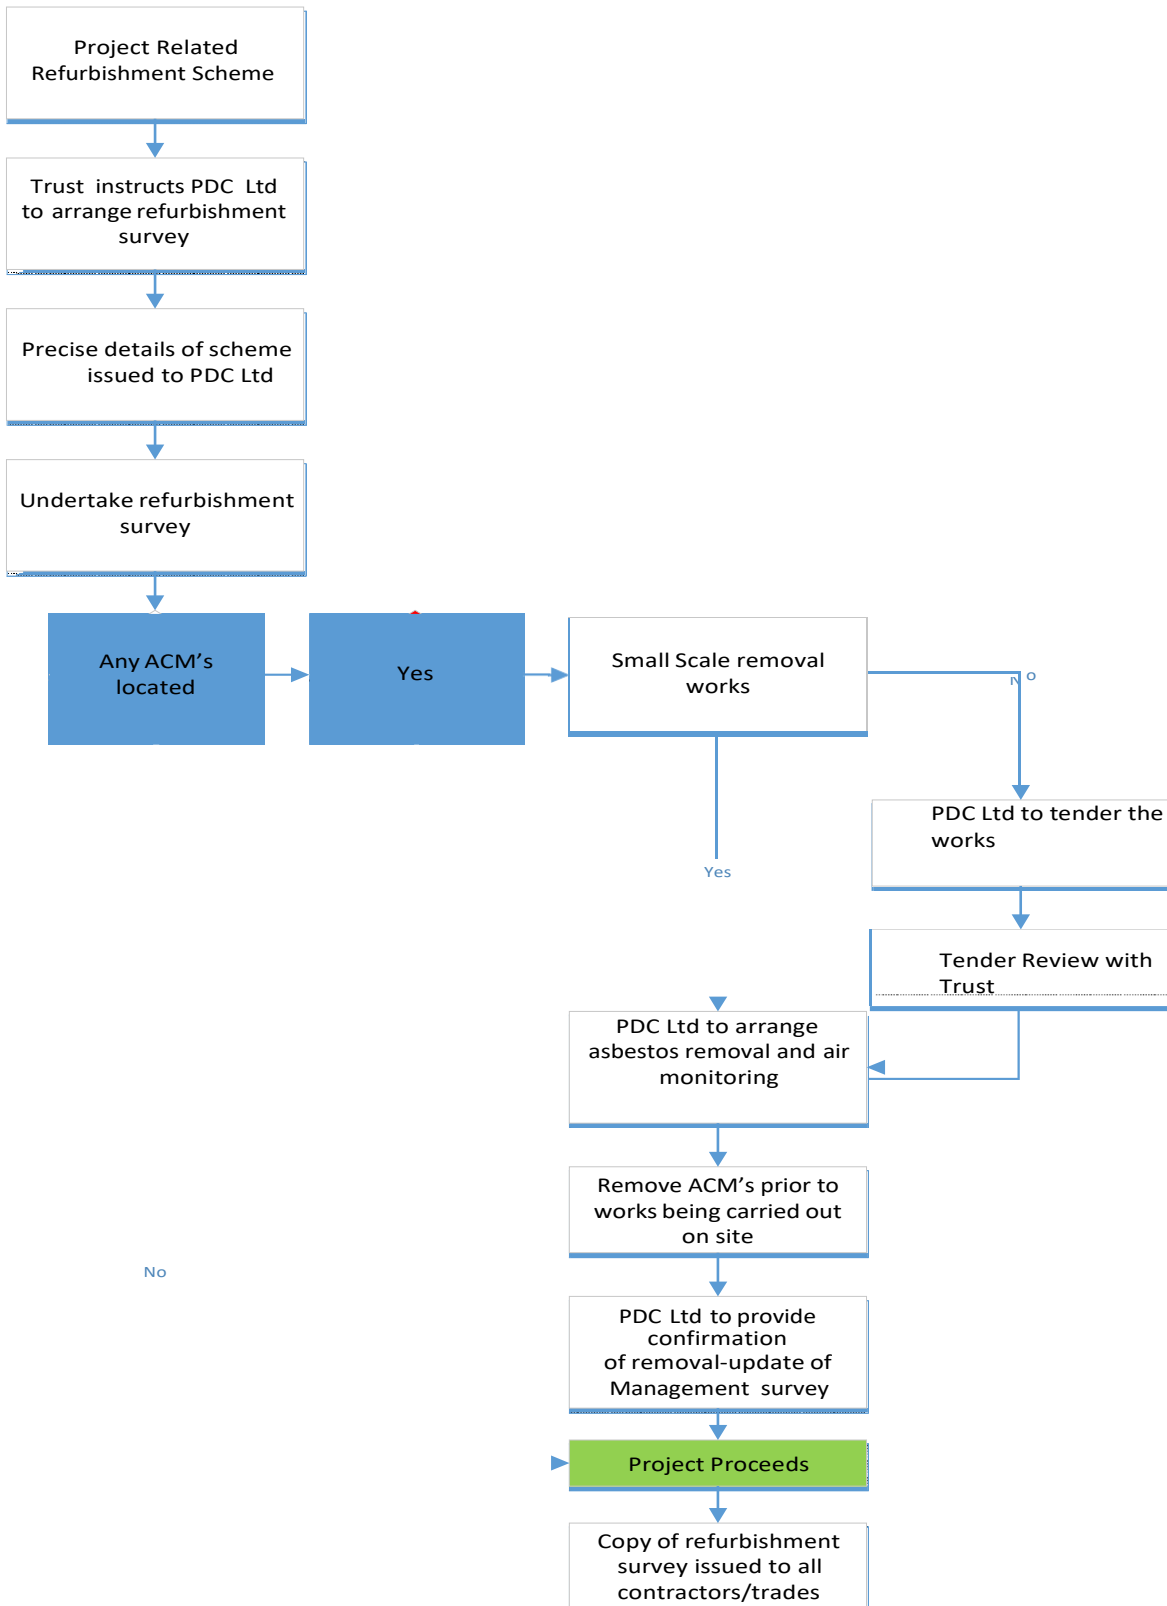 Project Related
Refurbishment Scheme
Trust instructs PDC Ltd
to arrange refurbishment
survey
Precise details of scheme
issued to PDC Ltd
Undertake refurbishment
survey
Any ACM’s
located
Yes
Small Scale removal
works
No
PDC Ltd to tender the
works
Yes
Tender Review with
Trust
PDC Ltd to arrange
asbestos removal and air
monitoring
Remove ACM’s prior to
works being carried out
on site
No
PDC Ltd to provide
confirmation
of removal-update of
Management survey
Project Proceeds
Copy of refurbishment
survey issued to all
contractors/trades